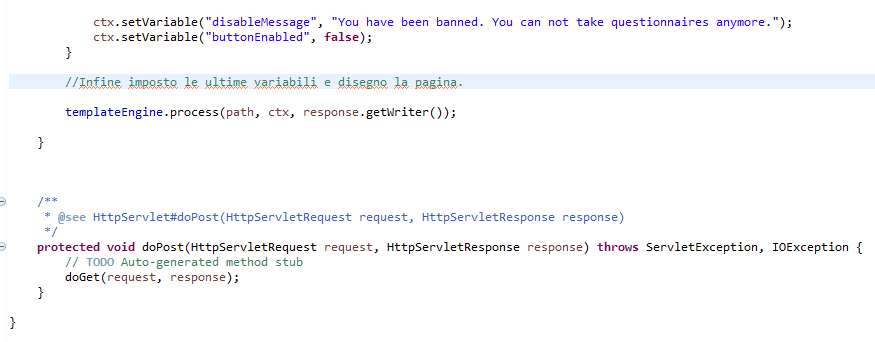 ctx.setVariable("disableMessage", "You have been banned. You can not take questionnaires anymore.");
ctx.setVariable("buttonEnabled", false);
}
//Infine imposto le ultime variabili e disegno la pagina.
templateEngine.process(path, ctx, response.getWriter());
}
/**
* @see HttpServlet#doPost(HttpServletRequest request, HttpServletResponse response)
*/
protected void doPost(HttpServletRequest request, HttpServletResponse response) throws ServletException, IOException {
// TODO Auto-generated method stub
doGet(request, response);
}
}